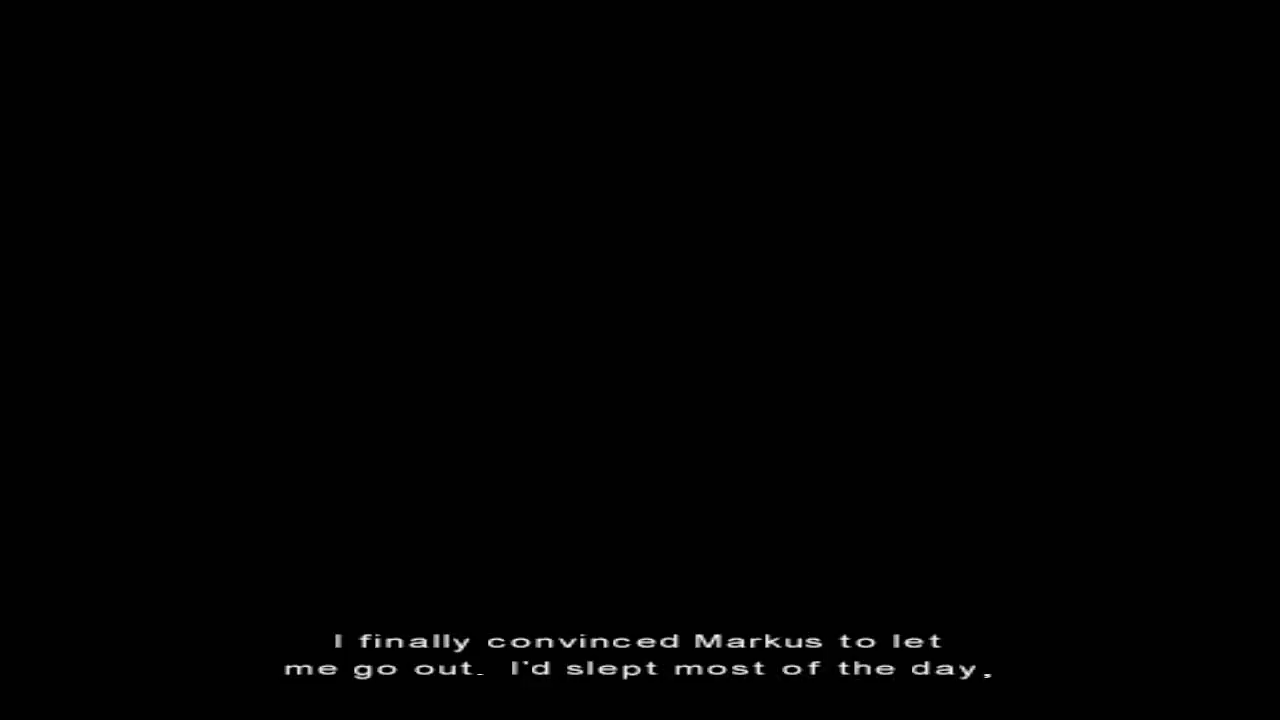 I finally convinced Markus to let
me go out. I'd slept most of the day,